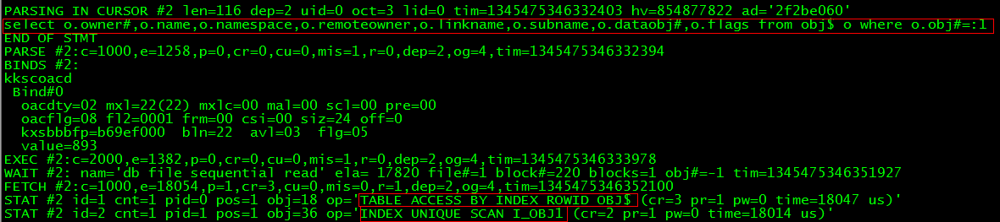 PARSING IN CURSOR #2 len=116 dep=2 uid=0 oct=3 lid=0 tim=1345475346332403 hv=854877822 ad='2f2be060'
select o.owner#,o.name,o.namespace,o.remoteowner,o.linkname,o.subname,o.dataobj#,o.flags from obj$ o where o.obj#=:1
END OF STMT
PARSE #2:c=1000,e=1258,p=0,cr=0,cu=0,mis=1,r=0,dep=2,og=4,tim=1345475346332394
BINDS #2:
kkscoacd
 Bind#0
  oacdty=02 mxl=22(22) mxlc=00 mal=00 scl=00 pre=00
  oacflg=08 fl2=0001 frm=00 csi=00 siz=24 off=0
  kxsbbbfp=b69ef000  bln=22  avl=03  flg=05
  value=893
EXEC #2:c=2000,e=1382,p=0,cr=0,cu=0,mis=1,r=0,dep=2,og=4,tim=1345475346333978
WAIT #2: nam='db file sequential read' ela= 17820 file#=1 block#=220 blocks=1 obj#=-1 tim=1345475346351927
FETCH #2:c=1000,e=18054,p=1,cr=3,cu=0,mis=0,r=1,dep=2,og=4,tim=1345475346352100
STAT #2 id=1 cnt=1 pid=0 pos=1 obj=18 op='TABLE ACCESS BY INDEX ROWID OBJ$ (cr=3 pr=1 pw=0 time=18047 us)'
STAT #2 id=2 cnt=1 pid=1 pos=1 obj=36 op='INDEX UNIQUE SCAN I_OBJ1 (cr=2 pr=1 pw=0 time=18014 us)'